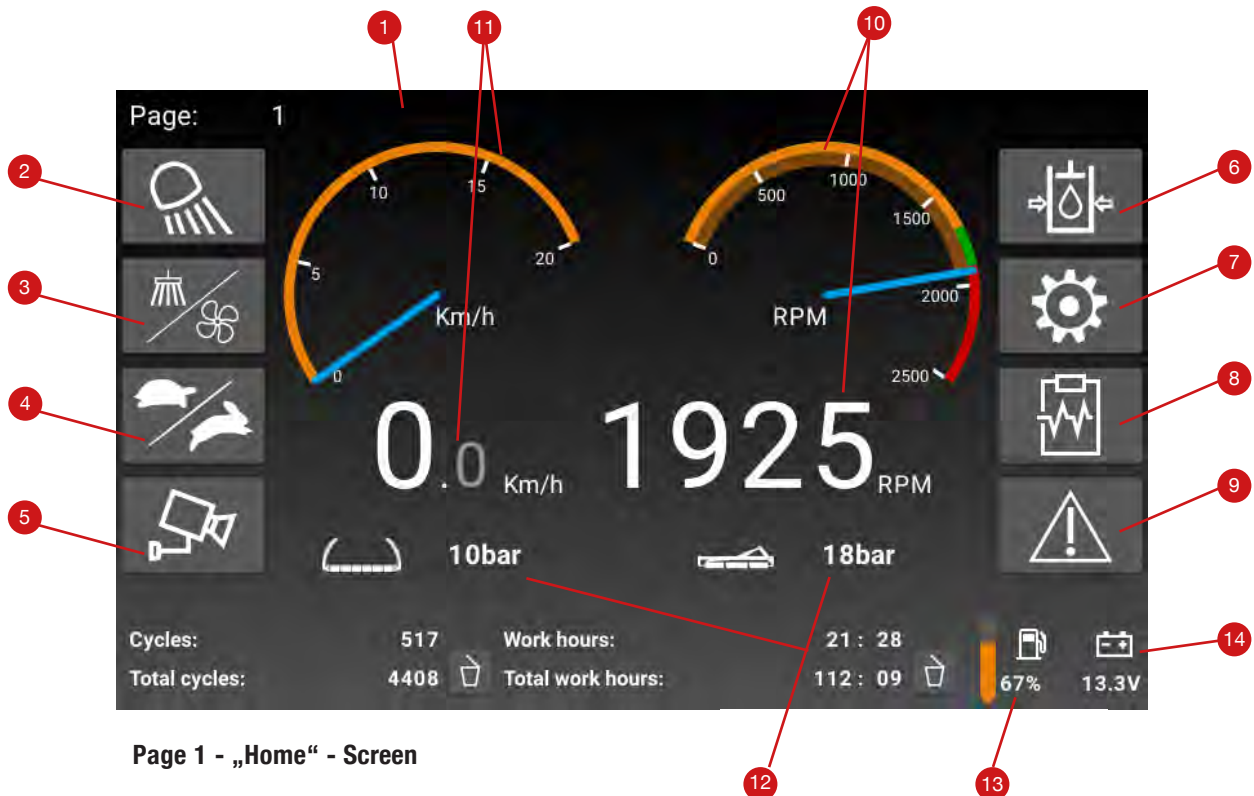 1 11 10
Page: 1
2
3
4
5
6
7
8
9
0 5 10 15 20
Km/h
0 500 1000 1500 2000 2500
RPM
0.0 Km/h
1925 RPM
10bar 18bar
Cycles: 517 Work hours: 21 : 28
Total cycles: 4408 Total work hours: 112 : 09
67% 13.3V
14
Page 1 - „Home“ - Screen
12 13